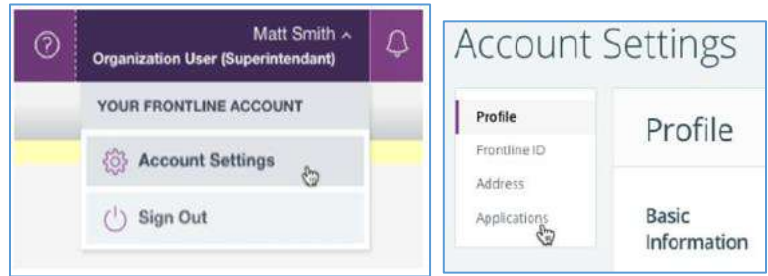 Matt Smith
Organization User (Superintendant)
YOUR FRONTLINE ACCOUNT
Account Settings
Sign Out
Account Settings
Profile
Frontline ID
Address
Applications
Profile
Basic
Information